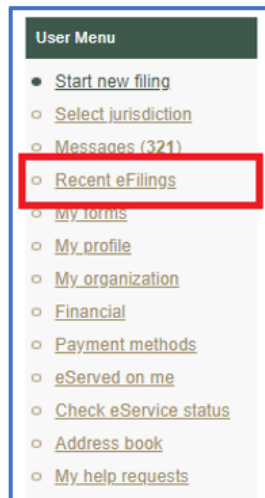 User Menu
Start new filing
Select jurisdiction
Messages (321)
Recent eFilings
My forms
My profile
My organization
Financial
Payment methods
eServed on me
Check eService status
Address book
My help requests